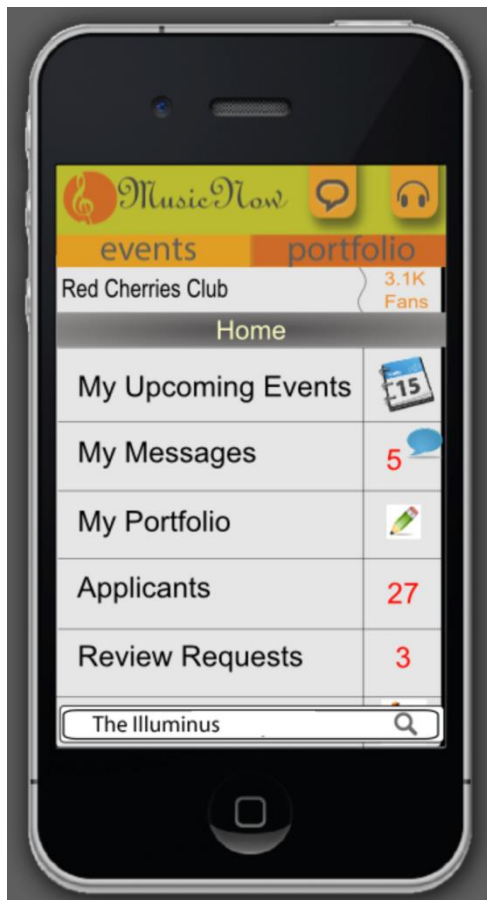 MusicNow
events portfolio
Red Cherries Club
3.1K
Fans
Home
My Upcoming Events
15
My Messages
5
My Portfolio
Applicants
27
Review Requests
3
The Illuminus